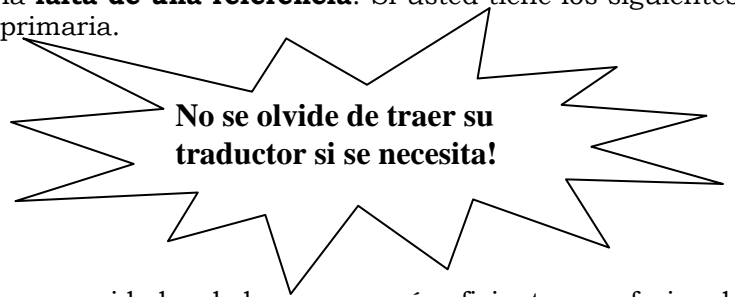 falta de una referencia. Si usted tiene los siguientes
primaria.
No se olvide de traer su
traductor si se necesita!